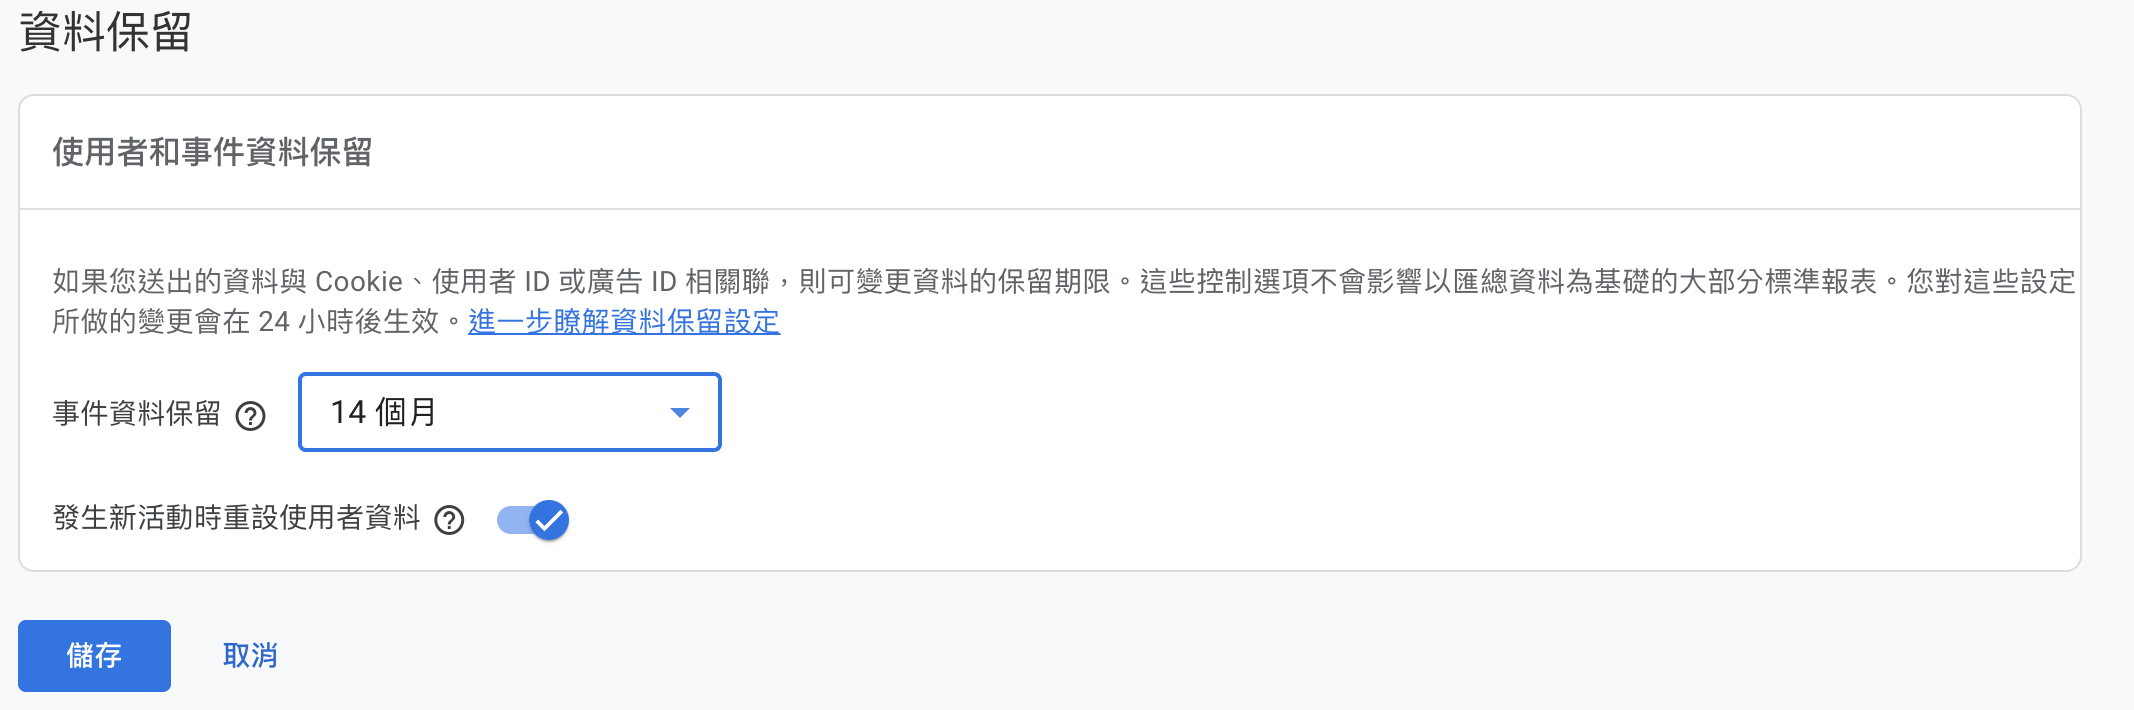 資料保留
使用者和事件資料保留
如果您送出的資料與 Cookie、使用者 ID 或廣告 ID 相關聯，則可變更資料的保留期限。這些控制選項不會影響以匯總資料為基礎的大部分標準報表。您對這些設定
所做的變更會在 24 小時後生效。進一步瞭解資料保留設定
事件資料保留 ? 14 個月
發生新活動時重設使用者資料 ?
儲存 取消